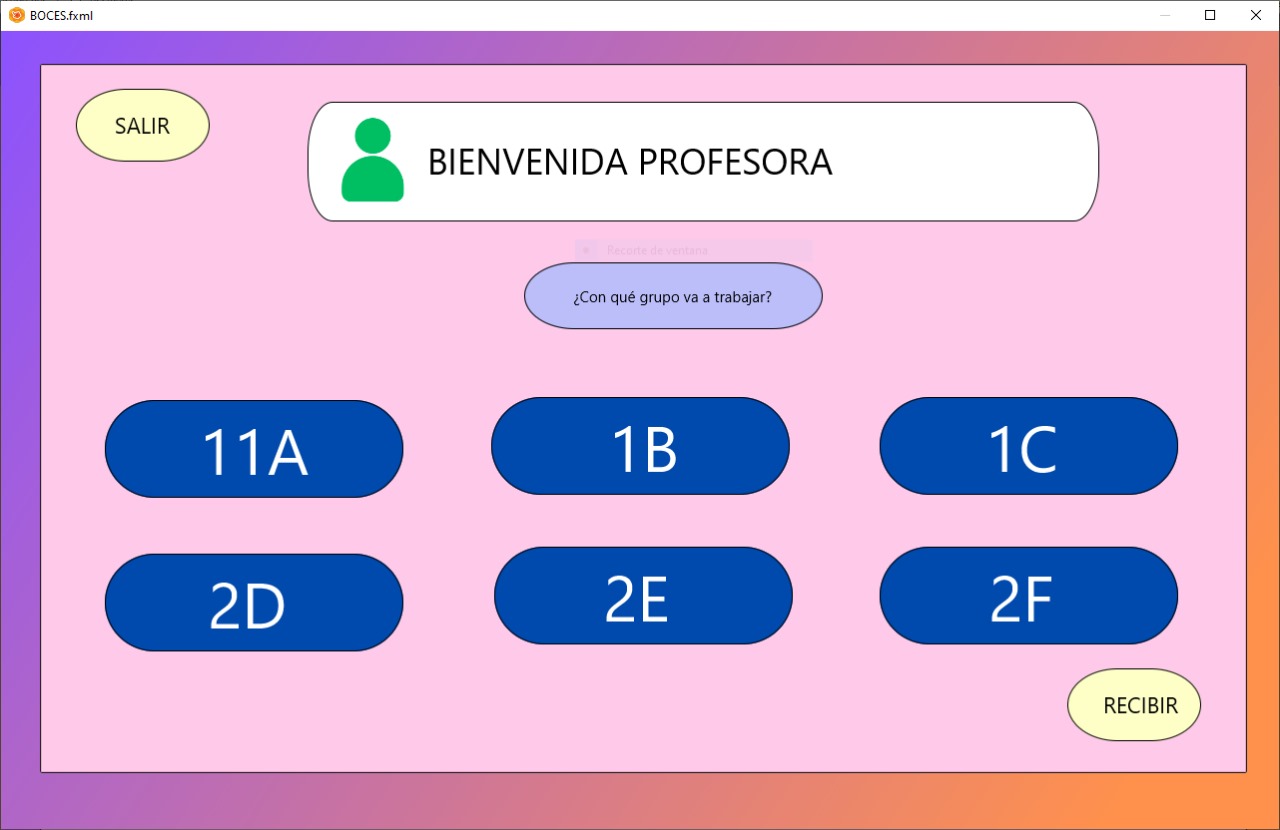 BOCES.fxml
SALIR
BIENVENIDA PROFESORA
Recorte de ventana
¿Con qué grupo va a trabajar?
11A
1B
1C
2D
2E
2F
RECIBIR